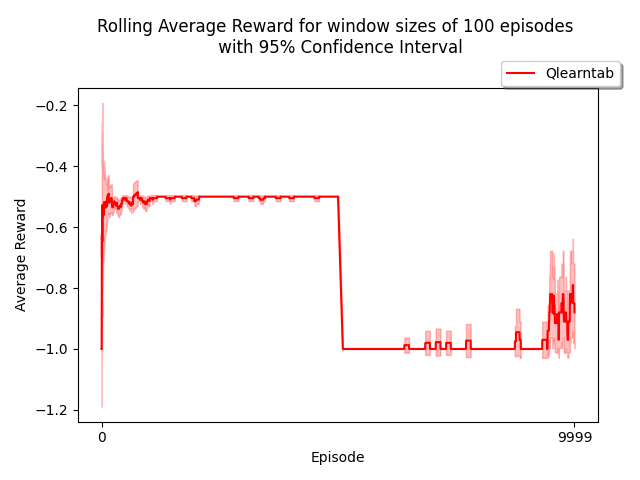 Rolling Average Reward for window sizes of 100 episodes
with 95% Confidence Interval
Qlearntab
Average Reward
−0.2
−0.4
−0.6
−0.8
−1.0
−1.2
0
9999
Episode